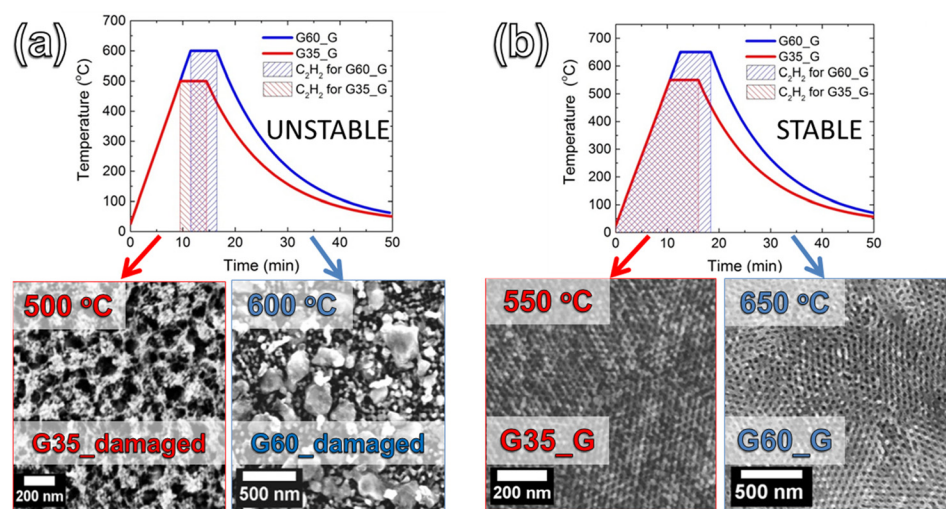 (a)
G60_G
G35_G
C2H2 for G60_G
C2H2 for G35_G
UNSTABLE
Temperature (°C)
700
600
500
400
300
200
100
0
0 10 20 30 40 50
Time (min)
500 °C
G35_damaged
200 nm
600 °C
G60_damaged
500 nm
(b)
G60_G
G35_G
C2H2 for G60_G
C2H2 for G35_G
STABLE
Temperature (°C)
700
600
500
400
300
200
100
0
0 10 20 30 40 50
Time (min)
550 °C
G35_G
200 nm
650 °C
G60_G
500 nm